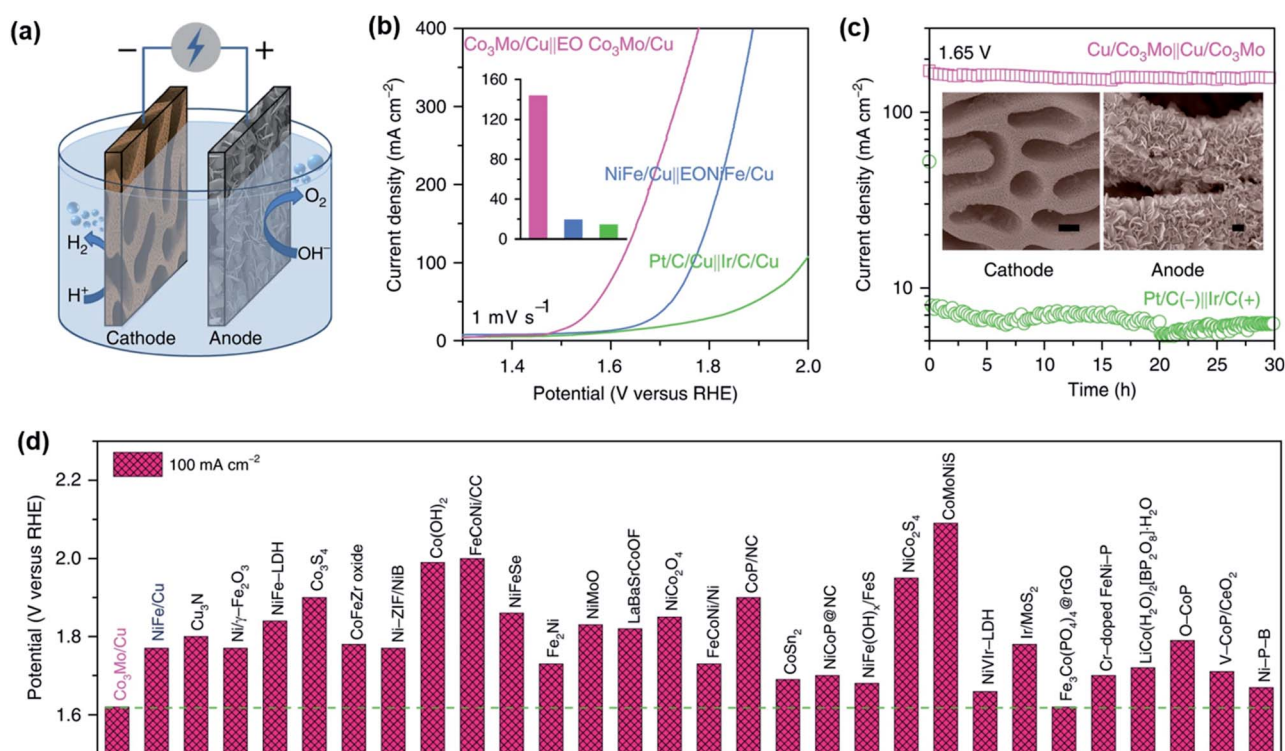 (a)
−
+
O₂
H₂
OH⁻
H⁺
Cathode
Anode
(b)
Co₃Mo/Cu||EO Co₃Mo/Cu
NiFe/Cu||EONiFe/Cu
Pt/C/Cu||Ir/C/Cu
1 mV s⁻¹
Current density (mA cm⁻²)
400
300
200
100
0
160
120
80
40
0
1.4
1.6
1.8
2.0
Potential (V versus RHE)
(c)
1.65 V
Cu/Co₃Mo||Cu/Co₃Mo
Cathode
Anode
Pt/C(−)||Ir/C(+)
Current density (mA cm⁻²)
100
10
0
5
10
15
20
25
30
Time (h)
(d)
100 mA cm⁻²
Potential (V versus RHE)
2.2
2.0
1.8
1.6
Co₃Mo/Cu
NiFe/Cu
Cu₃N
Ni/γ–Fe₂O₃
NiFe–LDH
Co₃S₄
CoFeZr oxide
Ni–ZIF/NiB
Co(OH)₂
FeCoNi/CC
NiFeSe
Fe₂Ni
NiMoO
LaBaSrCoOF
NiCo₂O₄
FeCoNi/Ni
CoP/NC
CoSn₂
NiCoP@NC
NiFe(OH)ₓ/FeS
NiCo₂S₄
CoMoNiS
NiVIr–LDH
Ir/MoS₂
Fe₃Co(PO₄)₄@rGO
Cr–doped FeNi–P
LiCo(H₂O)₂[BP₂O₈]·H₂O
O–CoP
V–CoP/CeO₂
Ni–P–B